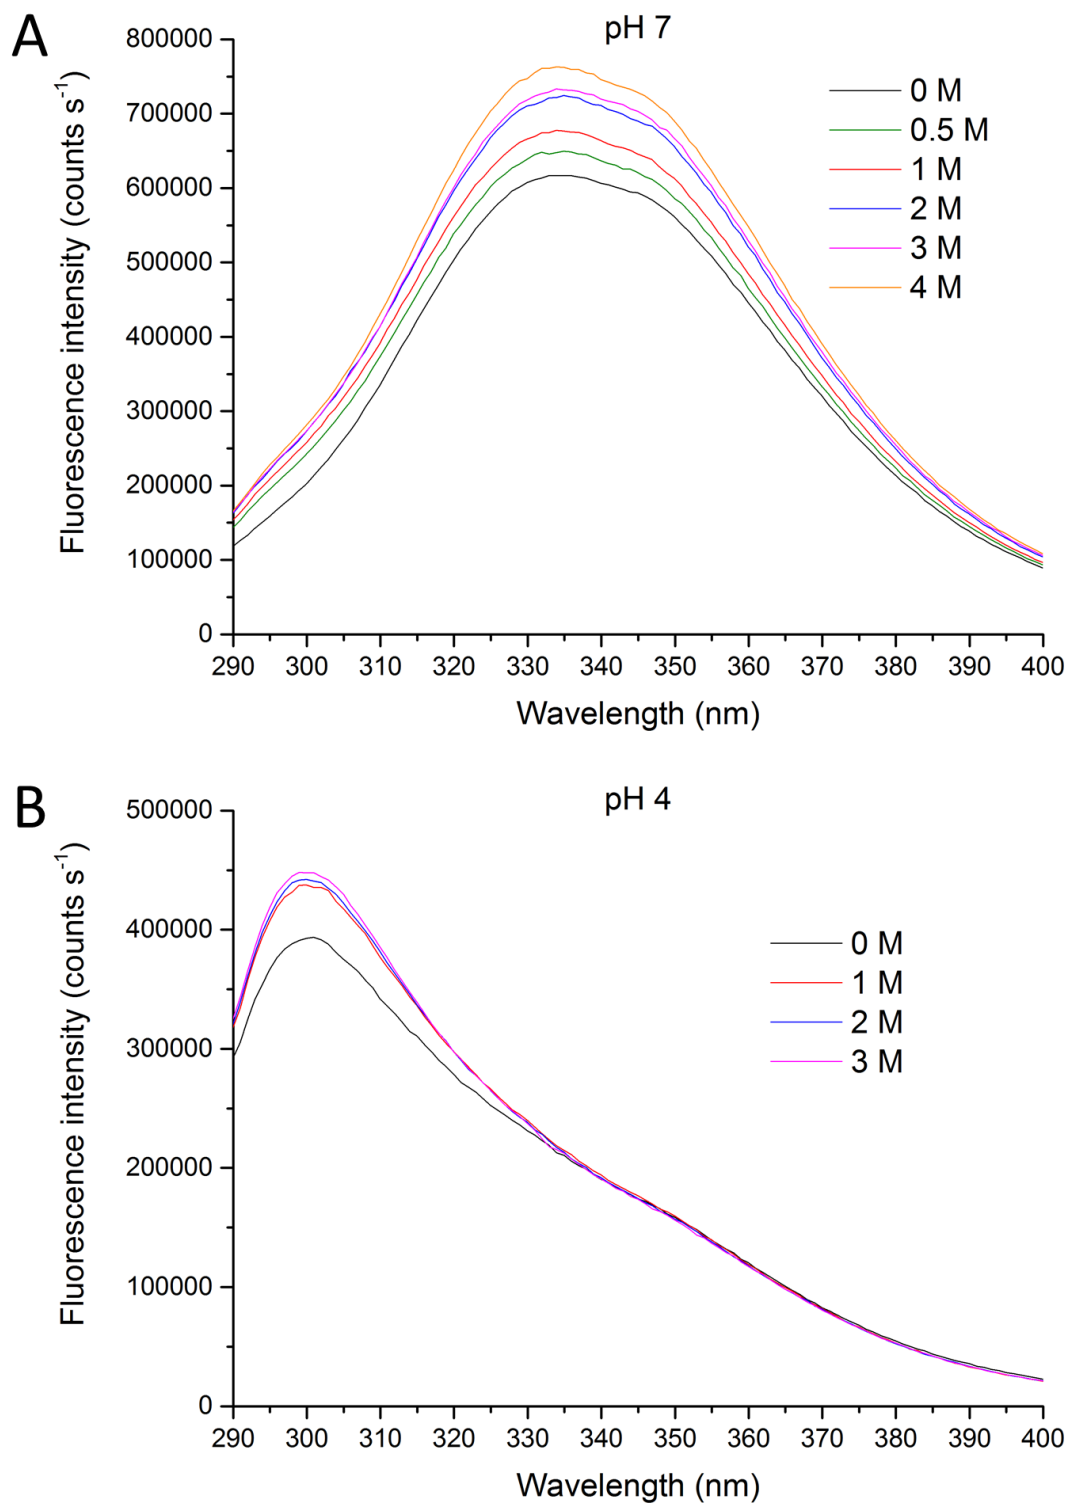 A
pH 7
Fluorescence intensity (counts s⁻¹)
800000
700000
600000
500000
400000
300000
200000
100000
0
0 M
0.5 M
1 M
2 M
3 M
4 M
290 300 310 320 330 340 350 360 370 380 390 400
Wavelength (nm)
B
pH 4
Fluorescence intensity (counts s⁻¹)
500000
400000
300000
200000
100000
0
0 M
1 M
2 M
3 M
290 300 310 320 330 340 350 360 370 380 390 400
Wavelength (nm)